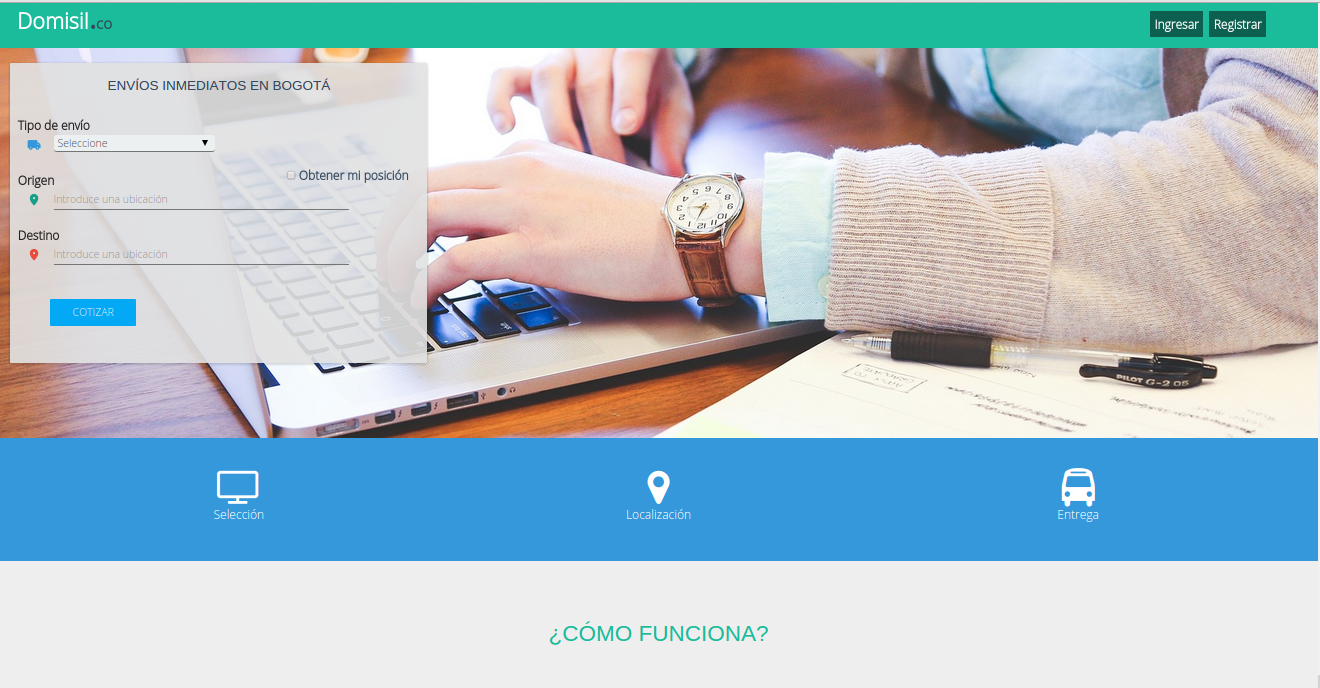 Domisil.co
Ingresar Registrar
ENVÍOS INMEDIATOS EN BOGOTÁ
Tipo de envío
Seleccione
Obtener mi posición
Origen
Introduce una ubicación
Destino
Introduce una ubicación
COTIZAR
PILOT G-2 05
Selección
Localización
Entrega
¿CÓMO FUNCIONA?